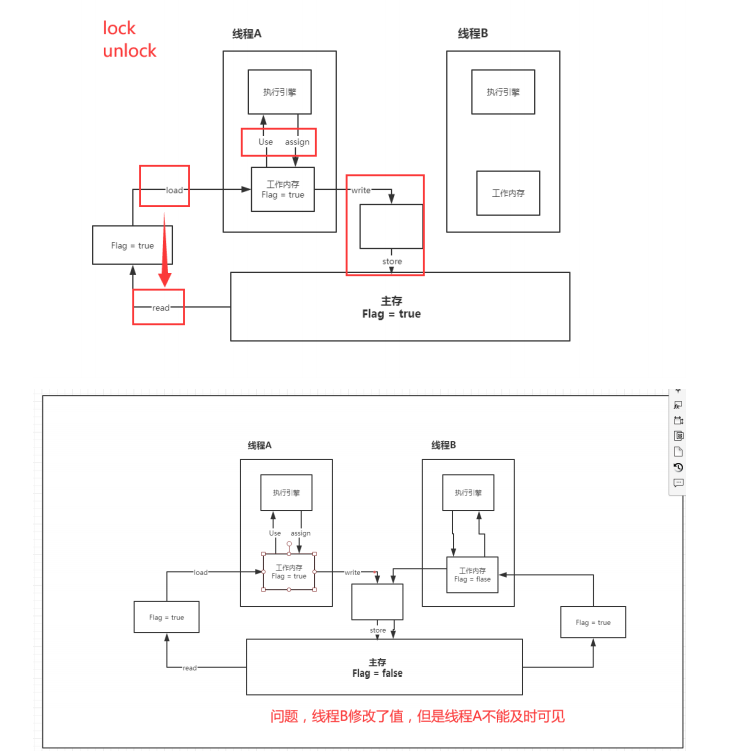 lock
unlock
线程A
线程B
执行引擎
执行引擎
Use assign
load
工作内存
Flag = true
write
工作内存
Flag = true
store
read
主存
Flag = true
线程A
线程B
执行引擎
执行引擎
Use assign
load
工作内存
Flag = true
write
工作内存
Flag = flase
Flag = true
Flag = true
store
read
主存
Flag = false
问题，线程B修改了值，但是线程A不能及时可见